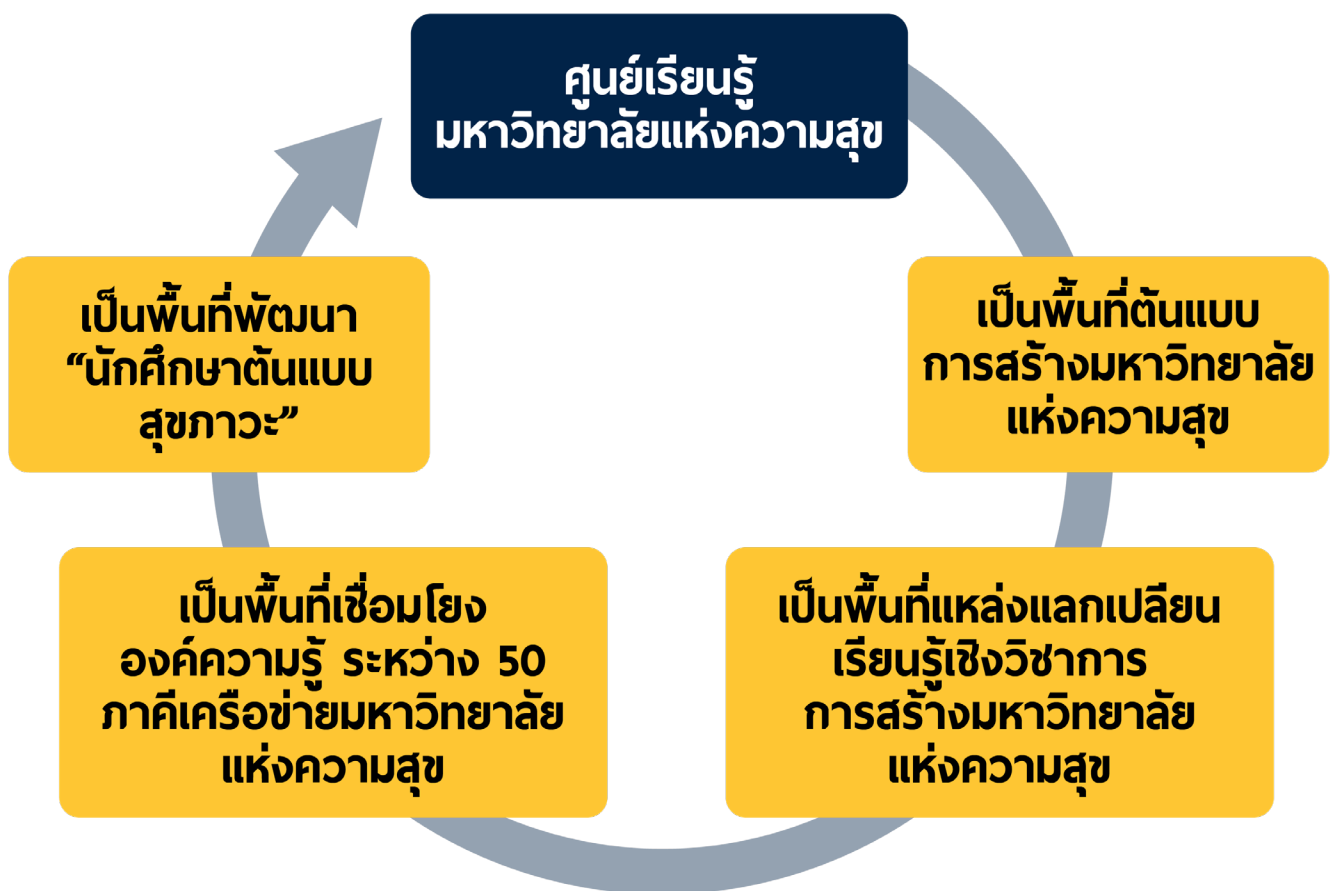 ศูนย์เรียนรู้
มหาวิทยาลัยแห่งความสุข
เป็นพื้นที่ต้นแบบ
การสร้างมหาวิทยาลัย
แห่งความสุข
เป็นพื้นที่แหล่งแลกเปลี่ยน
เรียนรู้เชิงวิชาการ
การสร้างมหาวิทยาลัย
แห่งความสุข
เป็นพื้นที่เชื่อมโยง
องค์ความรู้ ระหว่าง 50
ภาคีเครือข่ายมหาวิทยาลัย
แห่งความสุข
เป็นพื้นที่พัฒนา
“นักศึกษาต้นแบบ
สุขภาวะ”